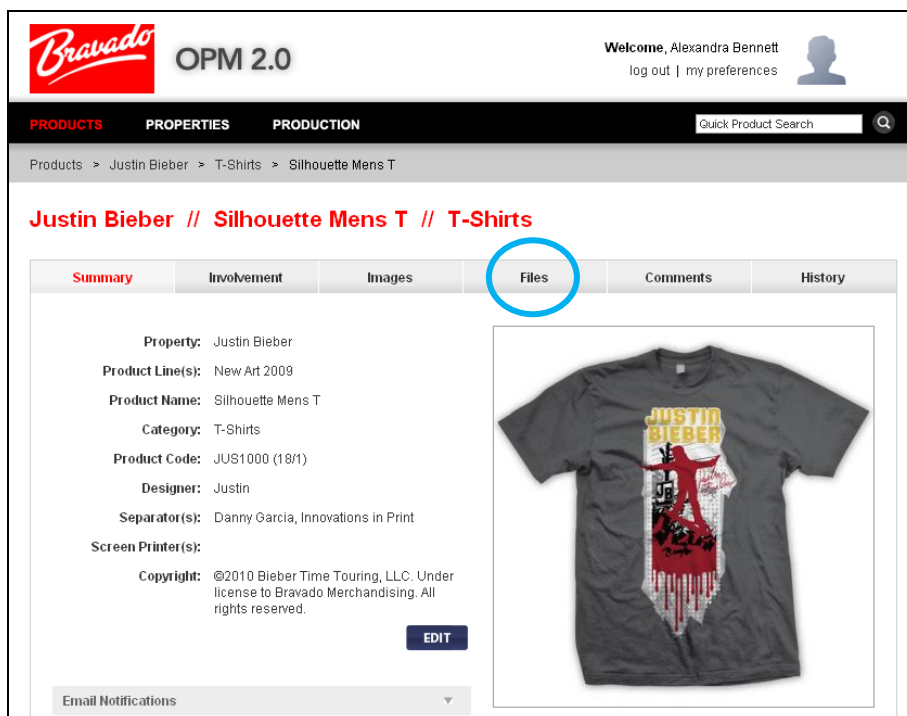 Bravado
OPM 2.0
Welcome, Alexandra Bennett
log out | my preferences
PRODUCTS PROPERTIES PRODUCTION
Quick Product Search
Products > Justin Bieber > T-Shirts > Silhouette Mens T
Justin Bieber // Silhouette Mens T // T-Shirts
Summary Involvement Images Files Comments History
Property: Justin Bieber
Product Line(s): New Art 2009
Product Name: Silhouette Mens T
Category: T-Shirts
Product Code: JUS1000 (18/1)
Designer: Justin
Separator(s): Danny Garcia, Innovations in Print
Screen Printer(s):
Copyright: ©2010 Bieber Time Touring, LLC. Under
license to Bravado Merchandising. All
rights reserved.
EDIT
Email Notifications
JUSTIN
BIEBER
JB